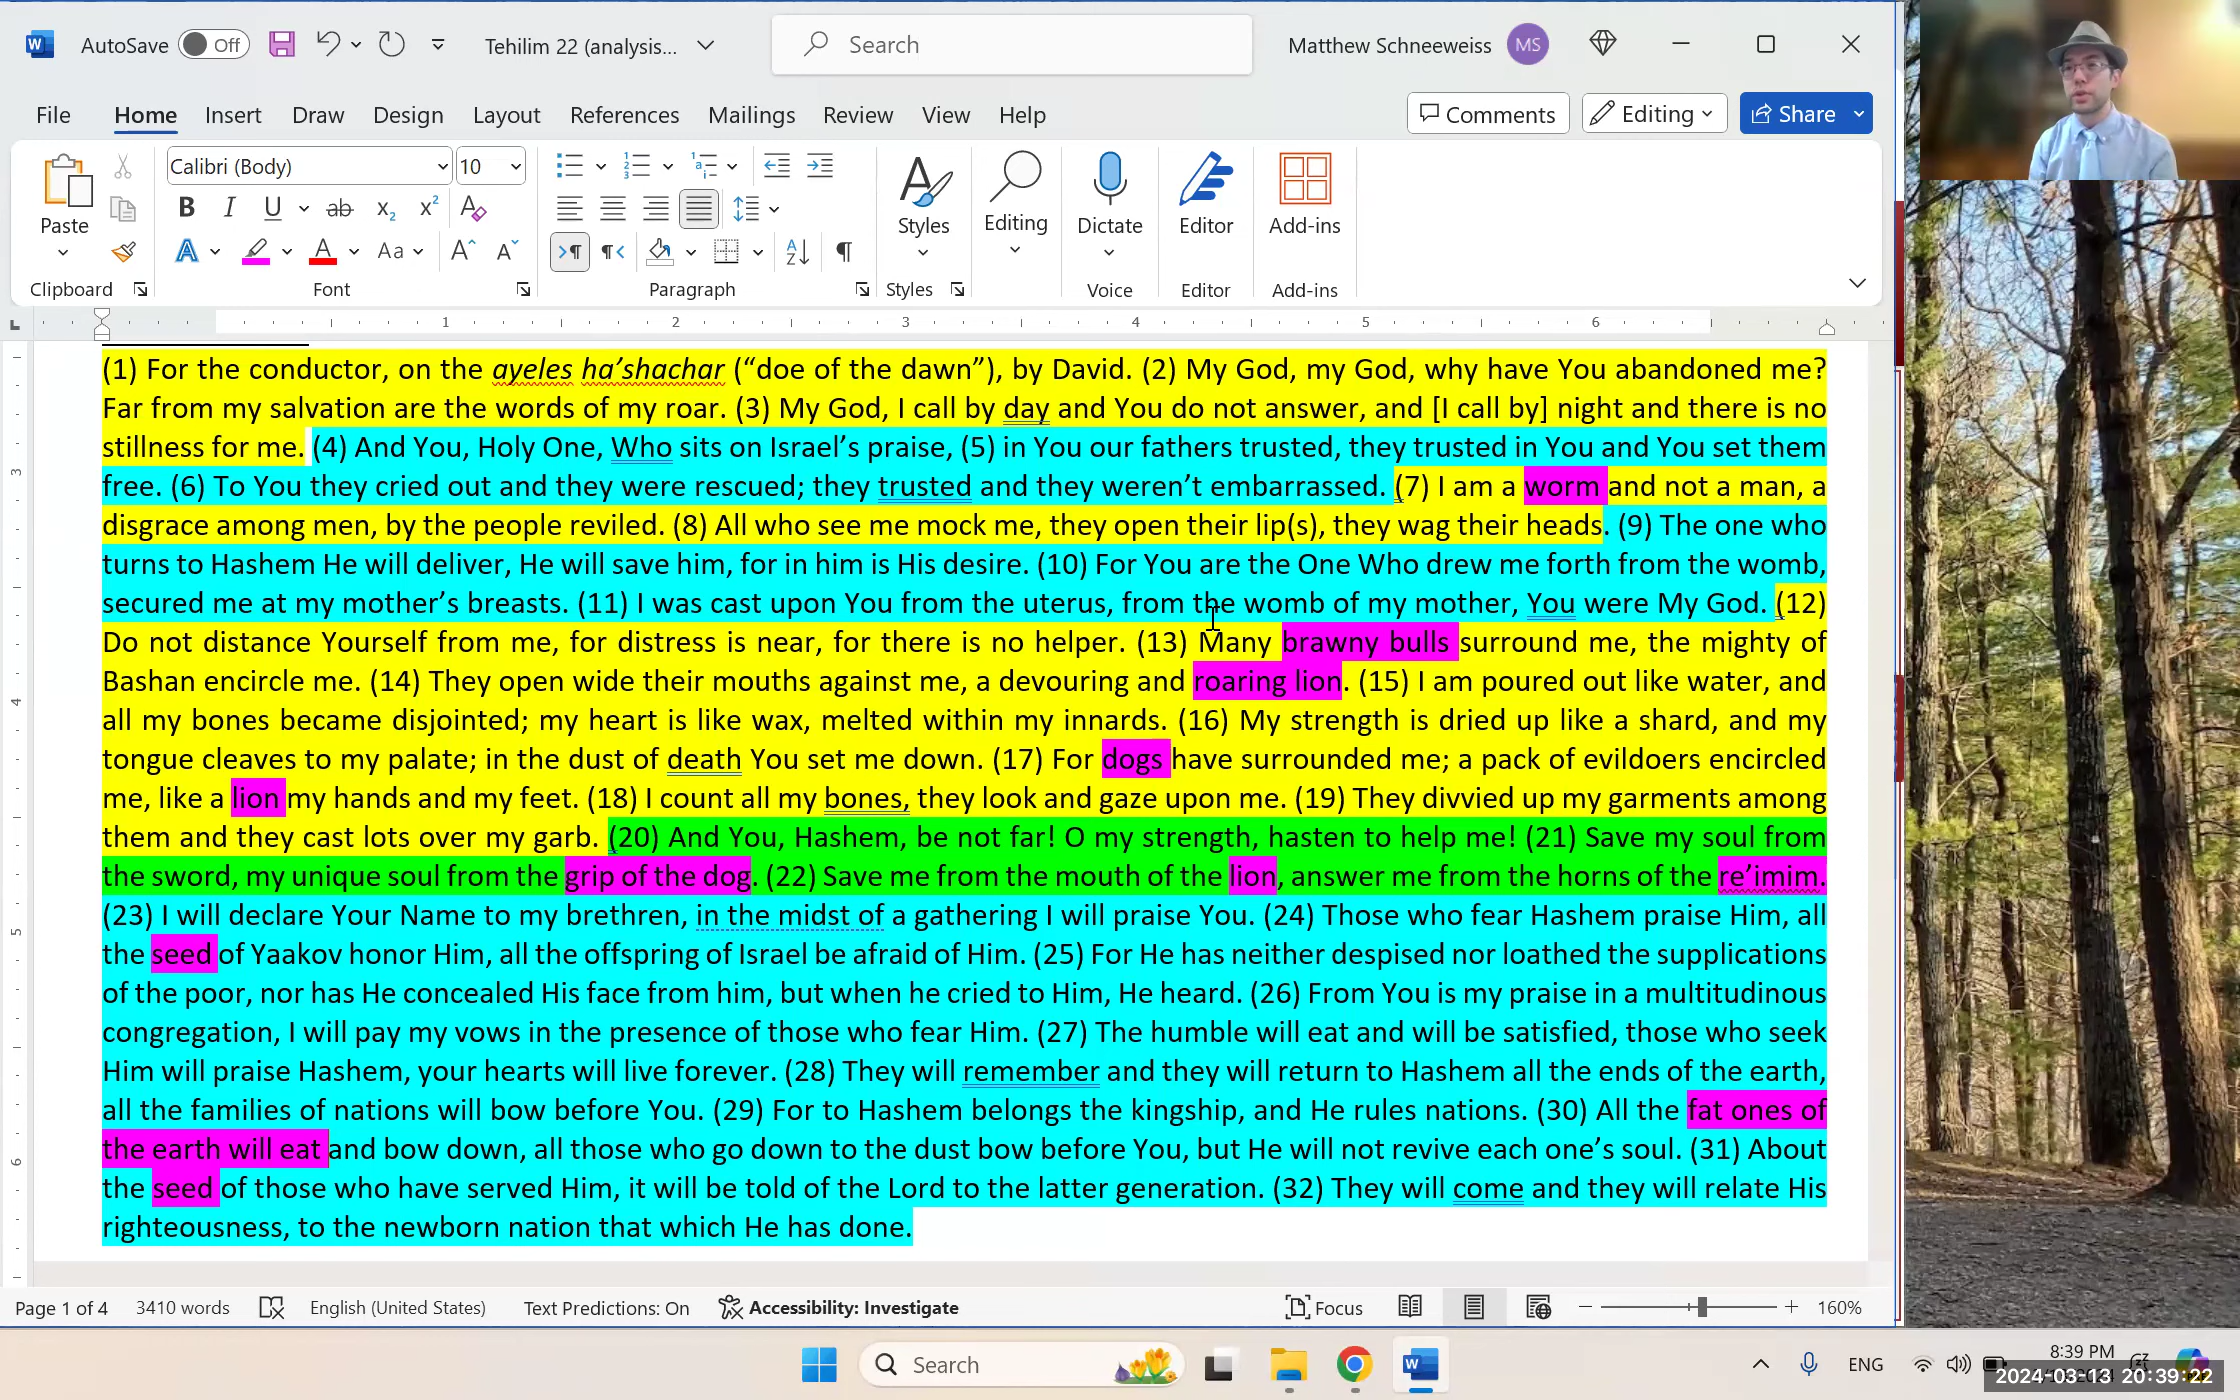 AutoSave Off Tehilim 22 (analysis... Search Matthew Schneeweiss MS
File Home Insert Draw Design Layout References Mailings Review View Help Comments Editing Share
Paste Calibri (Body) 10 Styles Editing Dictate Editor Add-ins
Clipboard Font Paragraph Styles Voice Editor Add-ins
1 2 3 4 5 6
(1) For the conductor, on the ayeles ha’shachar (“doe of the dawn”), by David. (2) My God, my God, why have You abandoned me?
Far from my salvation are the words of my roar. (3) My God, I call by day and You do not answer, and [I call by] night and there is no
stillness for me. (4) And You, Holy One, Who sits on Israel’s praise, (5) in You our fathers trusted, they trusted in You and You set them
free. (6) To You they cried out and they were rescued; they trusted and they weren’t embarrassed. (7) I am a worm and not a man, a
disgrace among men, by the people reviled. (8) All who see me mock me, they open their lip(s), they wag their heads. (9) The one who
turns to Hashem He will deliver, He will save him, for in him is His desire. (10) For You are the One Who drew me forth from the womb,
secured me at my mother’s breasts. (11) I was cast upon You from the uterus, from the womb of my mother, You were My God. (12)
Do not distance Yourself from me, for distress is near, for there is no helper. (13) Many brawny bulls surround me, the mighty of
Bashan encircle me. (14) They open wide their mouths against me, a devouring and roaring lion. (15) I am poured out like water, and
all my bones became disjointed; my heart is like wax, melted within my innards. (16) My strength is dried up like a shard, and my
tongue cleaves to my palate; in the dust of death You set me down. (17) For dogs have surrounded me; a pack of evildoers encircled
me, like a lion my hands and my feet. (18) I count all my bones, they look and gaze upon me. (19) They divvied up my garments among
them and they cast lots over my garb. (20) And You, Hashem, be not far! O my strength, hasten to help me! (21) Save my soul from
the sword, my unique soul from the grip of the dog. (22) Save me from the mouth of the lion, answer me from the horns of the re’imim.
(23) I will declare Your Name to my brethren, in the midst of a gathering I will praise You. (24) Those who fear Hashem praise Him, all
the seed of Yaakov honor Him, all the offspring of Israel be afraid of Him. (25) For He has neither despised nor loathed the supplications
of the poor, nor has He concealed His face from him, but when he cried to Him, He heard. (26) From You is my praise in a multitudinous
congregation, I will pay my vows in the presence of those who fear Him. (27) The humble will eat and will be satisfied, those who seek
Him will praise Hashem, your hearts will live forever. (28) They will remember and they will return to Hashem all the ends of the earth,
all the families of nations will bow before You. (29) For to Hashem belongs the kingship, and He rules nations. (30) All the fat ones of
the earth will eat and bow down, all those who go down to the dust bow before You, but He will not revive each one’s soul. (31) About
the seed of those who have served Him, it will be told of the Lord to the latter generation. (32) They will come and they will relate His
righteousness, to the newborn nation that which He has done.
Page 1 of 4 3410 words English (United States) Text Predictions: On Accessibility: Investigate Focus 160%
Search ENG 8:39 PM
2024-03-13 20:39:22